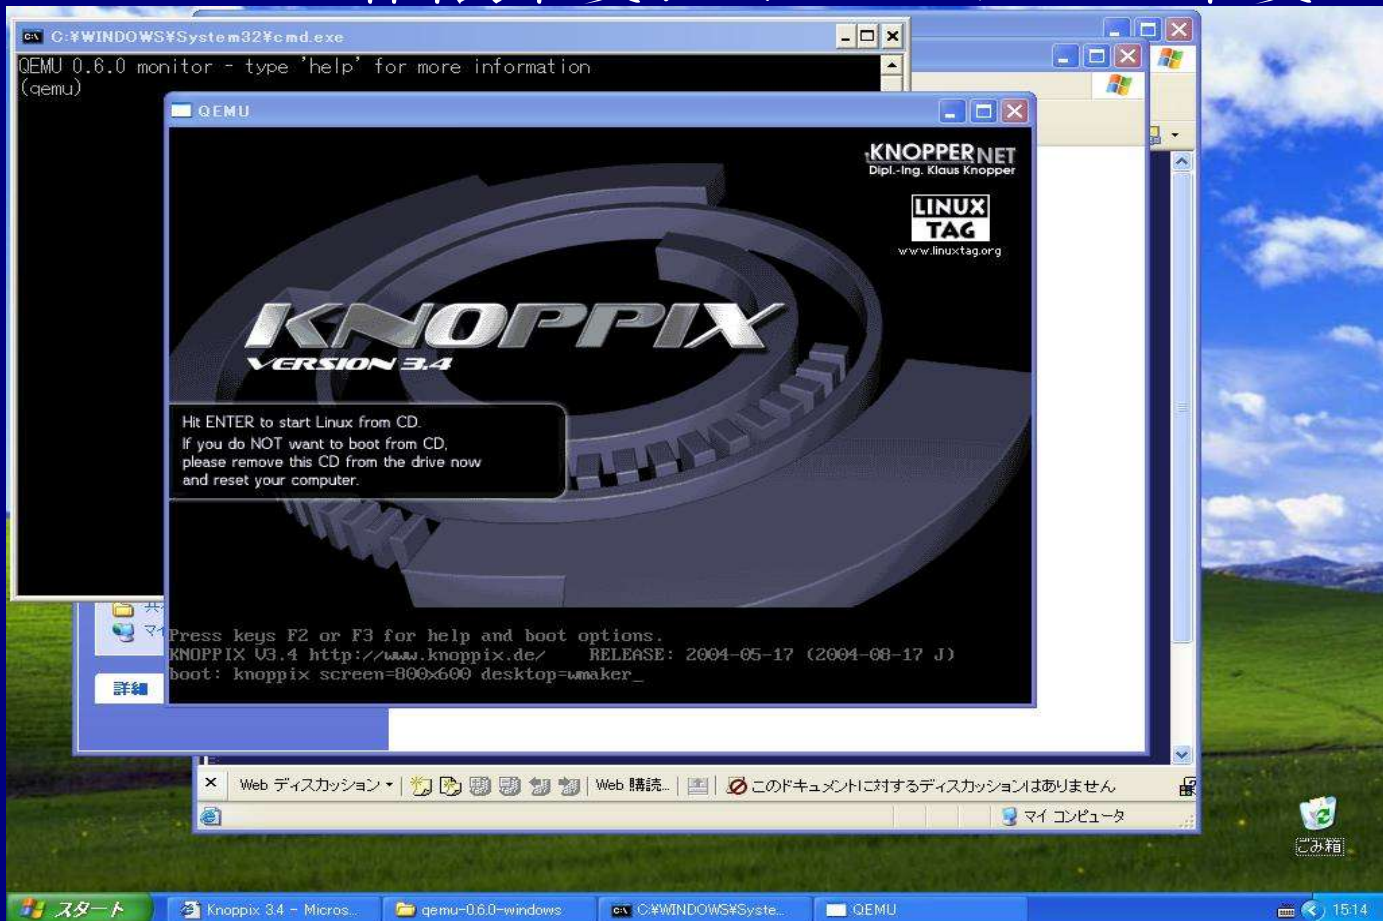 C:¥WINDOWS¥System32¥cmd.exe
QEMU 0.6.0 monitor - type 'help' for more information
(qemu)
QEMU
KNOPPERNET
Dipl.-Ing. Klaus Knopper
LINUX
TAG
www.linuxtag.org
KNOPPIX
VERSION 3.4
Hit ENTER to start Linux from CD.
If you do NOT want to boot from CD,
please remove this CD from the drive now
and reset your computer.
Press keys F2 or F3 for help and boot options.
KNOPPIX V3.4 http://www.knoppix.de/ RELEASE: 2004-05-17 (2004-08-17 J)
boot: knoppix screen=800x600 desktop=wmaker_
詳細
Web ディスカッション
Web 購読...
このドキュメントに対するディスカッションはありません
マイ コンピュータ
ごみ箱
スタート
Knoppix 3.4 - Micros...
qemu-0.6.0-windows
C:¥WINDOWS¥Syste...
QEMU
15:14